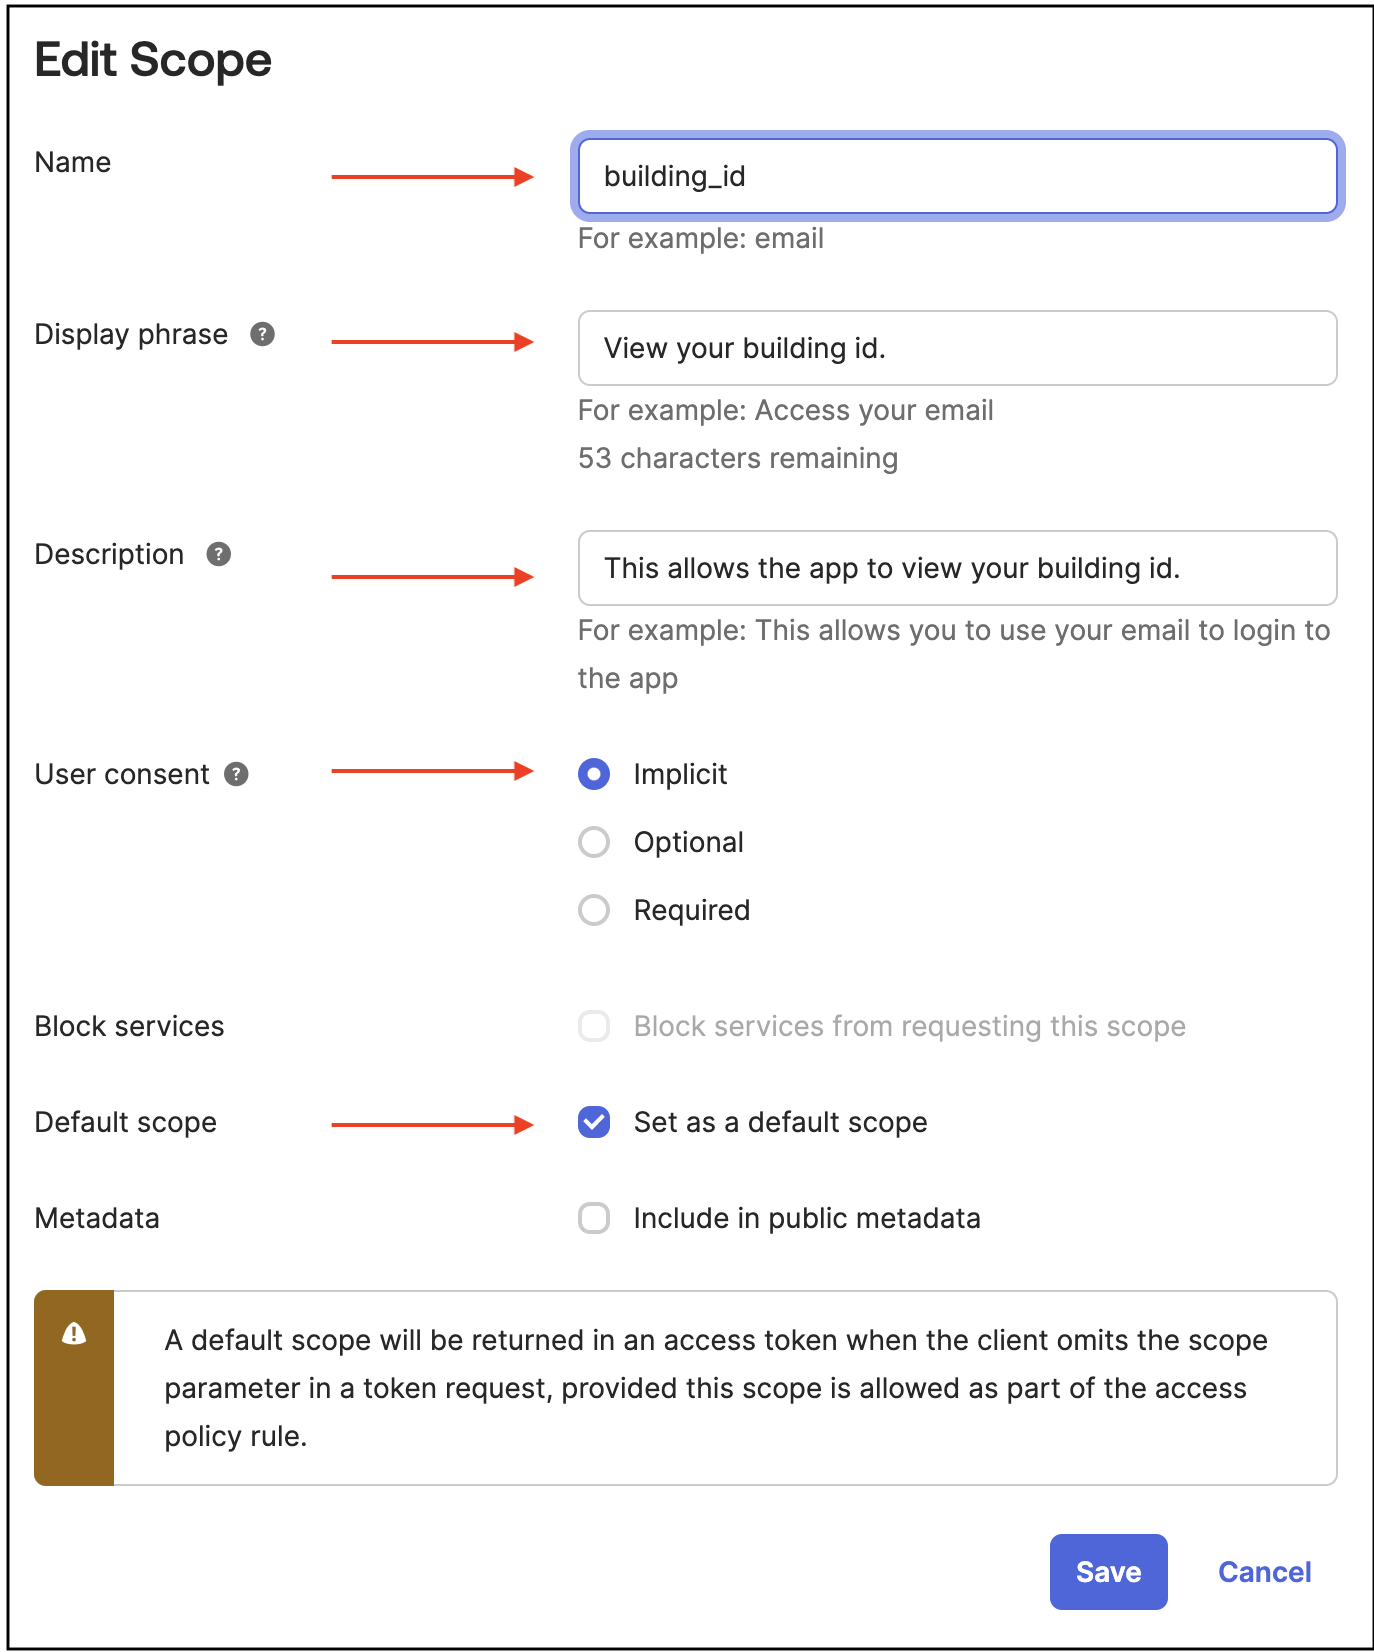 Edit Scope
Name
building_id
For example: email
Display phrase ?
View your building id.
For example: Access your email
53 characters remaining
Description ?
This allows the app to view your building id.
For example: This allows you to use your email to login to
the app
User consent ?
Implicit
Optional
Required
Block services
Block services from requesting this scope
Default scope
Set as a default scope
Metadata
Include in public metadata
A default scope will be returned in an access token when the client omits the scope
parameter in a token request, provided this scope is allowed as part of the access
policy rule.
Save
Cancel